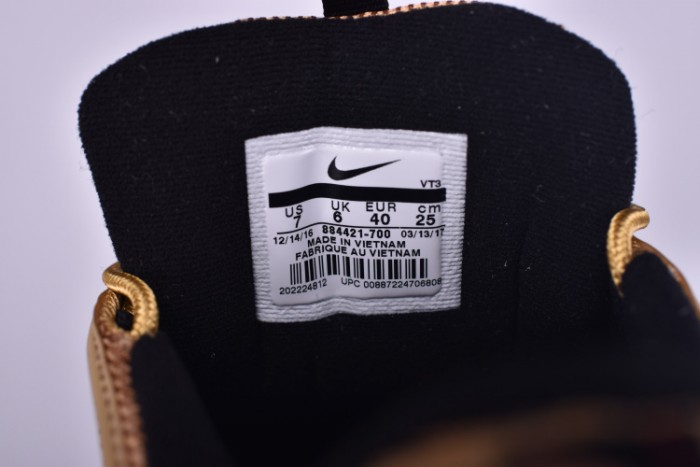 VT3
US UK EUR cm
7 6 40 25
12/14/16 884421-700 03/13/17
MADE IN VIETNAM
FABRIQUE AU VIETNAM
202224812 UPC 00887224706806